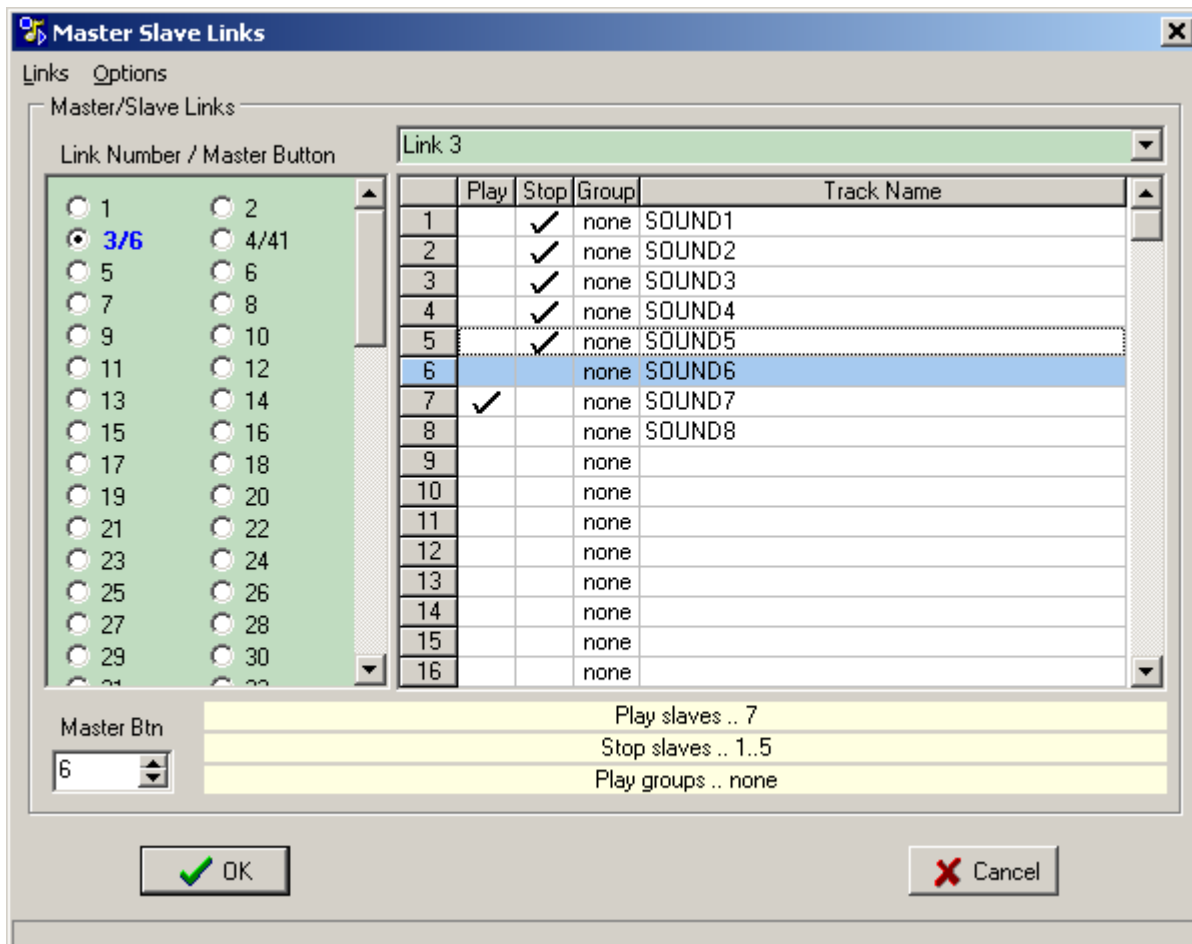 Master Slave Links
Links Options
Master/Slave Links
Link Number / Master Button
Link 3
1 2
3/6 4/41
5 6
7 8
9 10
11 12
13 14
15 16
17 18
19 20
21 22
23 24
25 26
27 28
29 30
Play Stop Group Track Name
1 none SOUND1
2 none SOUND2
3 none SOUND3
4 none SOUND4
5 none SOUND5
6 none SOUND6
7 none SOUND7
8 none SOUND8
9 none
10 none
11 none
12 none
13 none
14 none
15 none
16 none
Master Btn
6
Play slaves .. 7
Stop slaves .. 1..5
Play groups .. none
OK Cancel